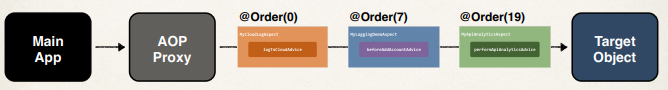 @Order(0)
@Order(7)
@Order(19)
Main
App
AOP
Proxy
MyCloudLogAspect
logToCloudAdvice
MyLoggingDemoAspect
beforeAddAccountAdvice
MyApiAnalyticsAspect
performApiAnalyticsAdvice
Target
Object